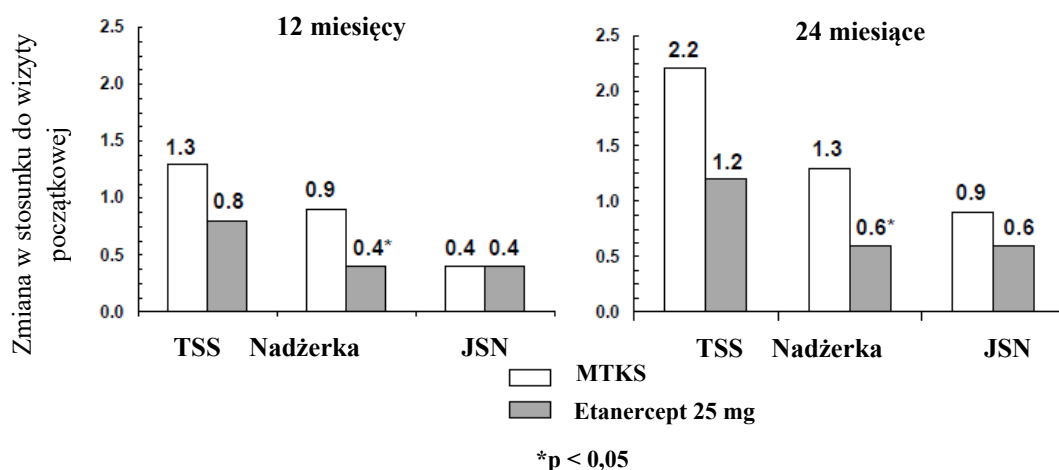 Zmiana w stosunku do wizyty
początkowej
12 miesięcy
2.5
2.0
1.5
1.0
0.5
0.0
1.3
0.8
0.9
0.4*
0.4 0.4
TSS Nadżerka JSN
24 miesiące
2.5
2.0
1.5
1.0
0.5
0.0
2.2
1.2
1.3
0.6*
0.9
0.6
TSS Nadżerka JSN
MTKS
Etanercept 25 mg
*p < 0,05